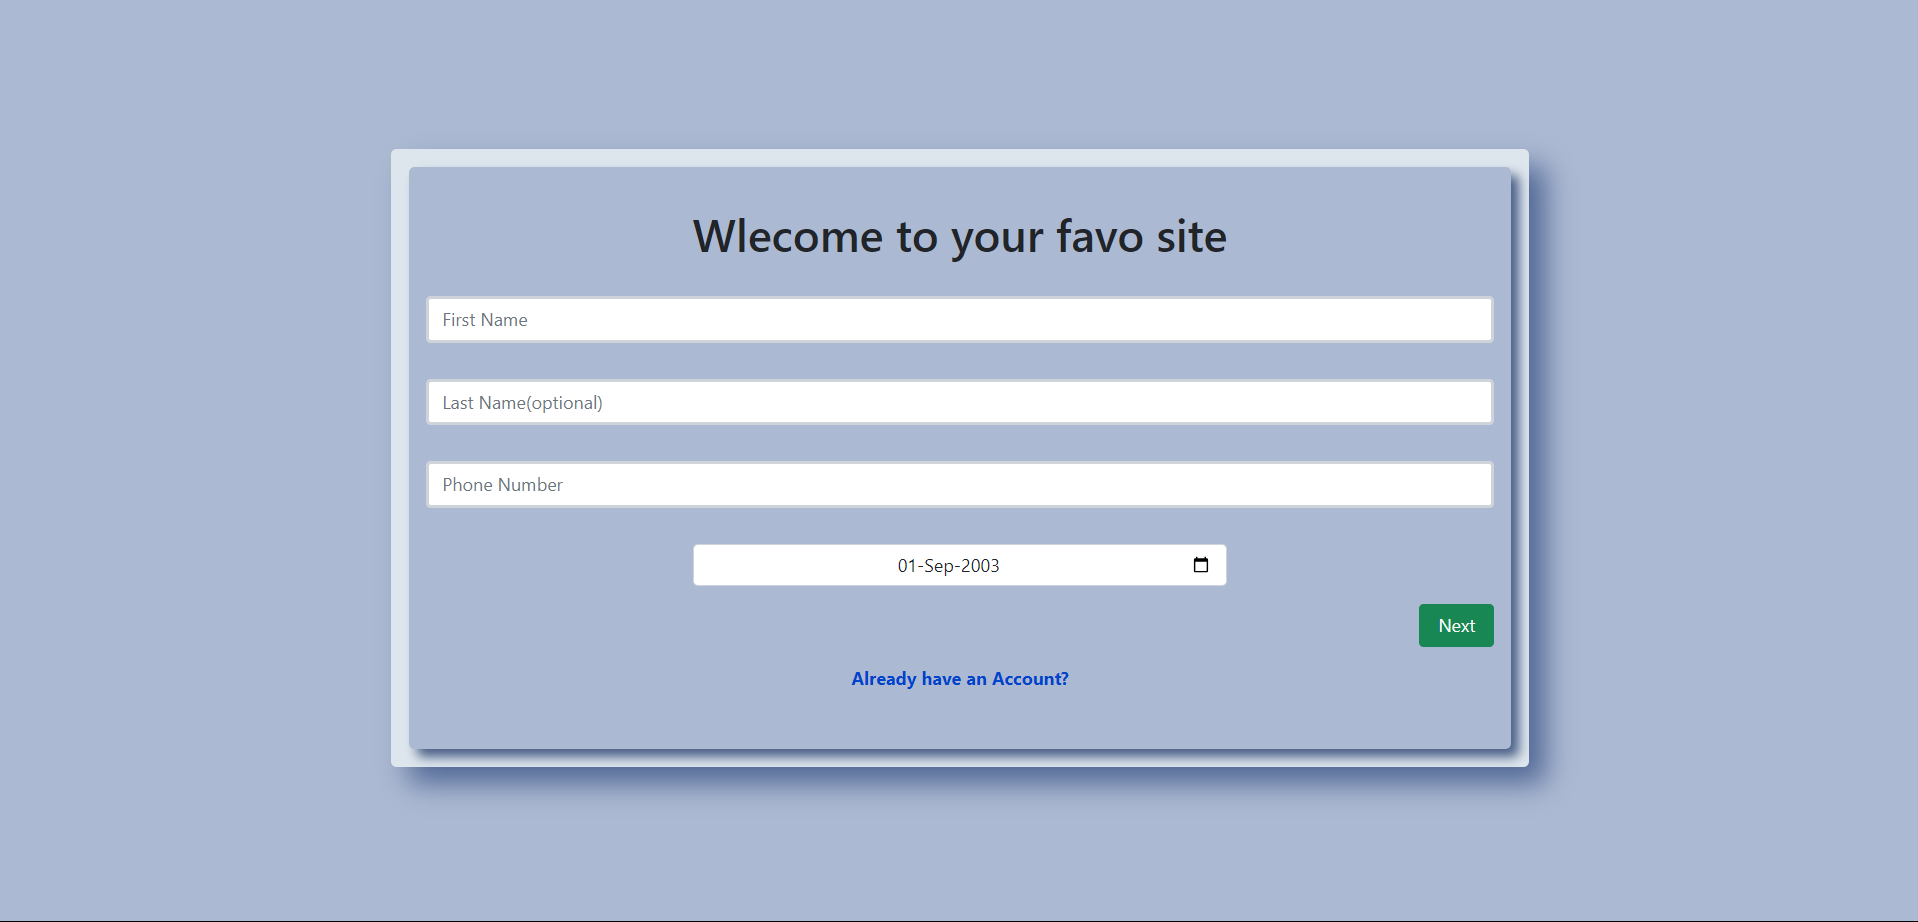 Wlecome to your favo site
First Name
Last Name(optional)
Phone Number
01-Sep-2003
Next
Already have an Account?